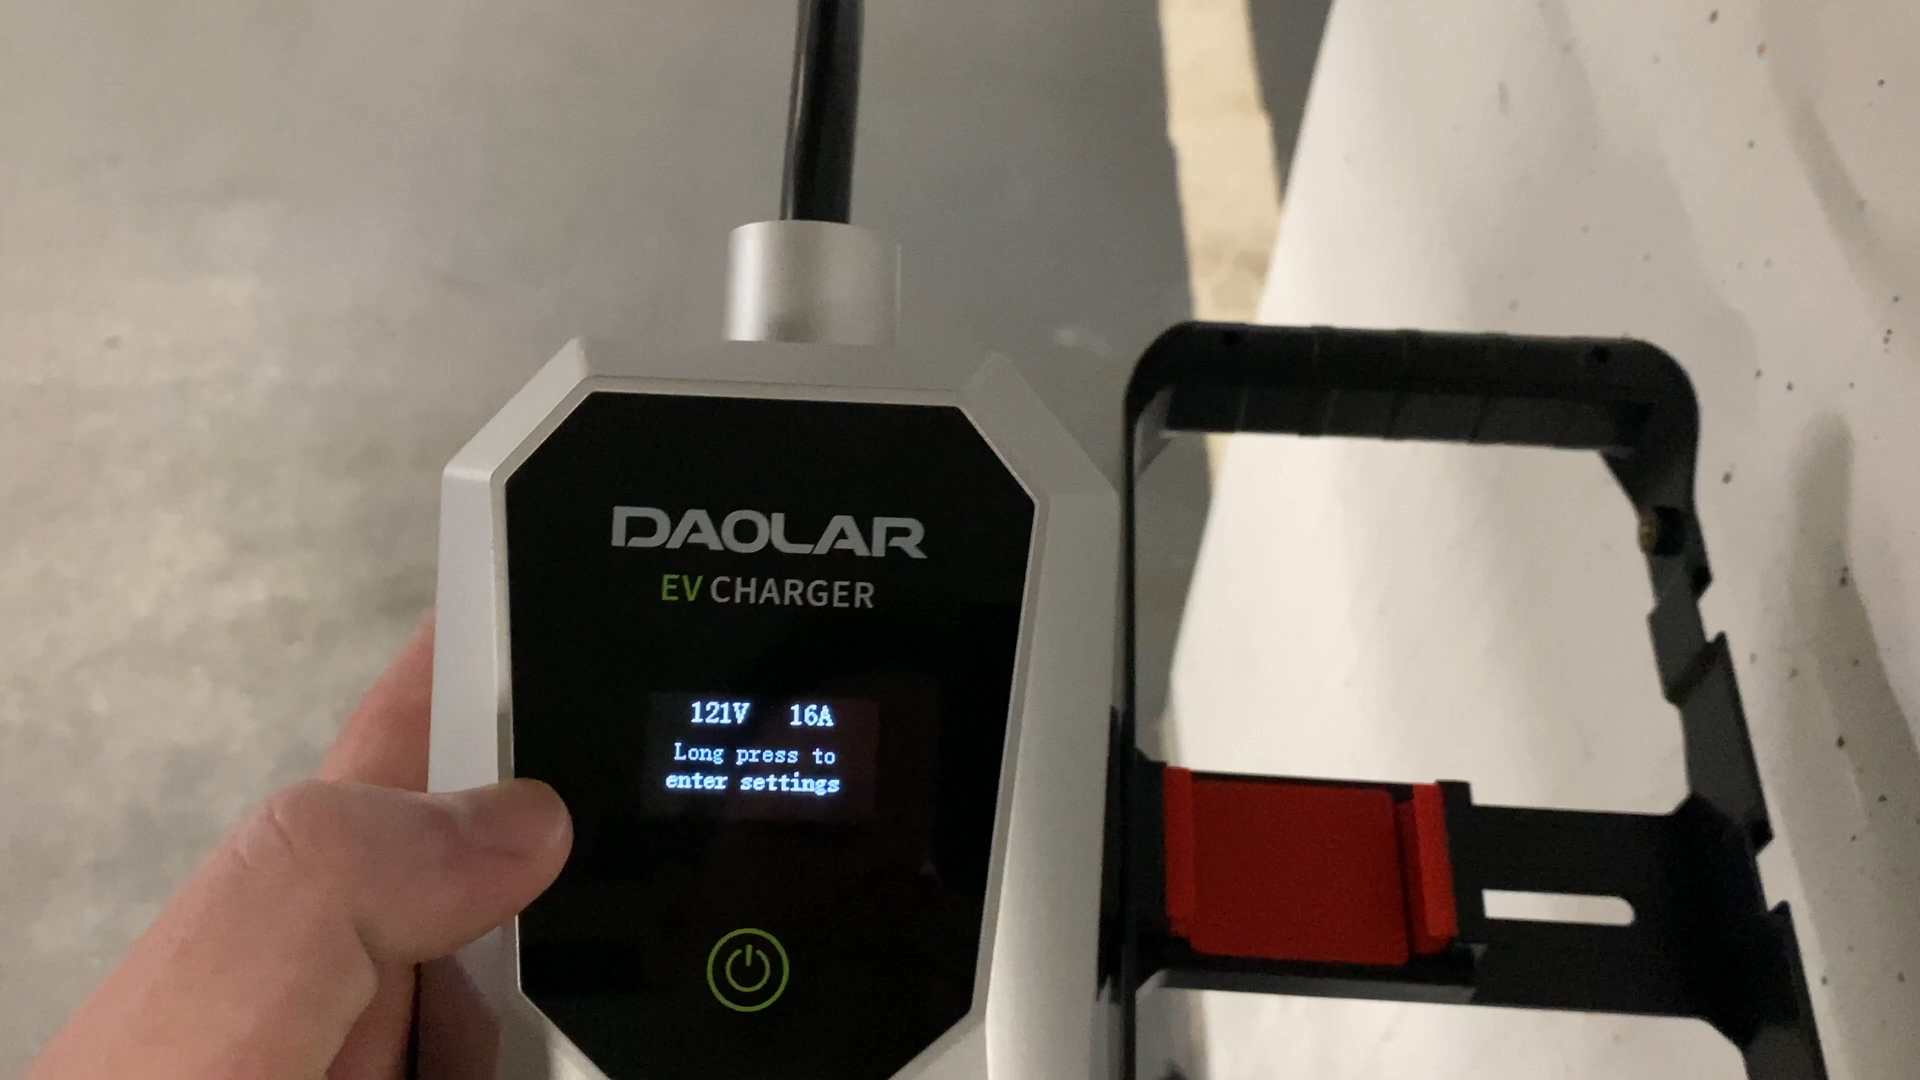 DAOLAR
EV CHARGER
121V 16A
Long press to
enter settings